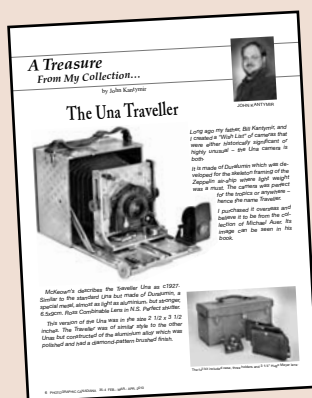 A Treasure
From My Collection...
by John Kantymir
JOHN KANTYMIR
The Una Traveller
Long ago my father, Bill Kantymir, and
I created a "Wish List" of cameras that
were either historically significant of
highly unusual – the Una camera is
both.
It is made of Duralumin which was de-
veloped for the skeleton framing of the
Zeppelin air-ship where light weight
was a must. The camera was perfect
for the tropics or anywhere –
hence the name Traveller.
I purchased it overseas and
believe it to be from the col-
lection of Michael Auer. Its
image can be seen in his
book.
McKeown's describes the Traveller Una as c1927-
Similar to the standard Una but made of Duralumin, a
special metal, almost as light as aluminium, but stronger,
6.5x9cm. Ross Combinable Lens in N.S. Perfect shutter.
This version of the Una was in the size 2 1/2 x 3 1/2
inches. The Traveller was of similar style to the other
Unas but constructed of the aluminium alloy which was
polished and had a diamond-pattern brushed finish.
PHOTOGRAPHIC CANADIANA